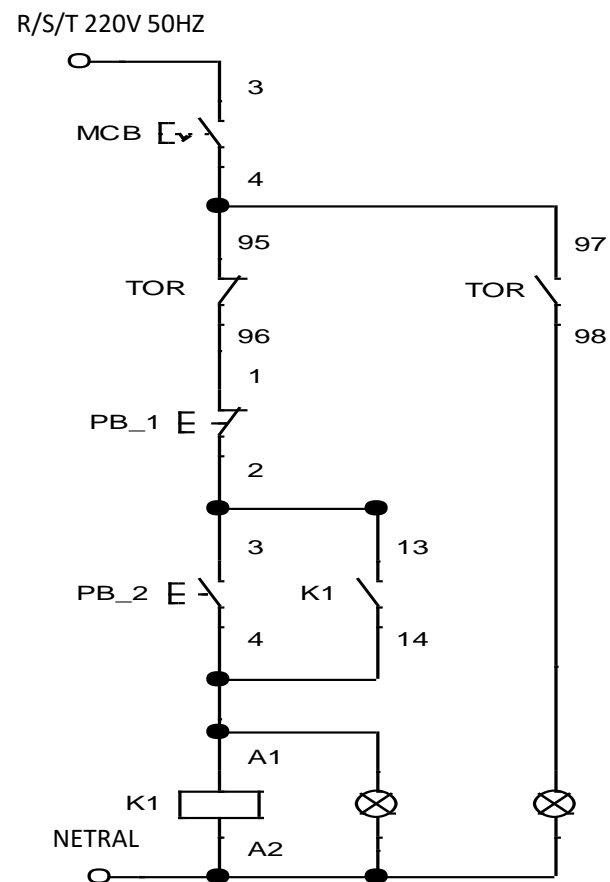 R/S/T 220V 50HZ
3
MCB
4
95
97
TOR
TOR
96
98
1
PB_1
2
3
13
PB_2
K1
4
14
A1
K1
NETRAL
A2